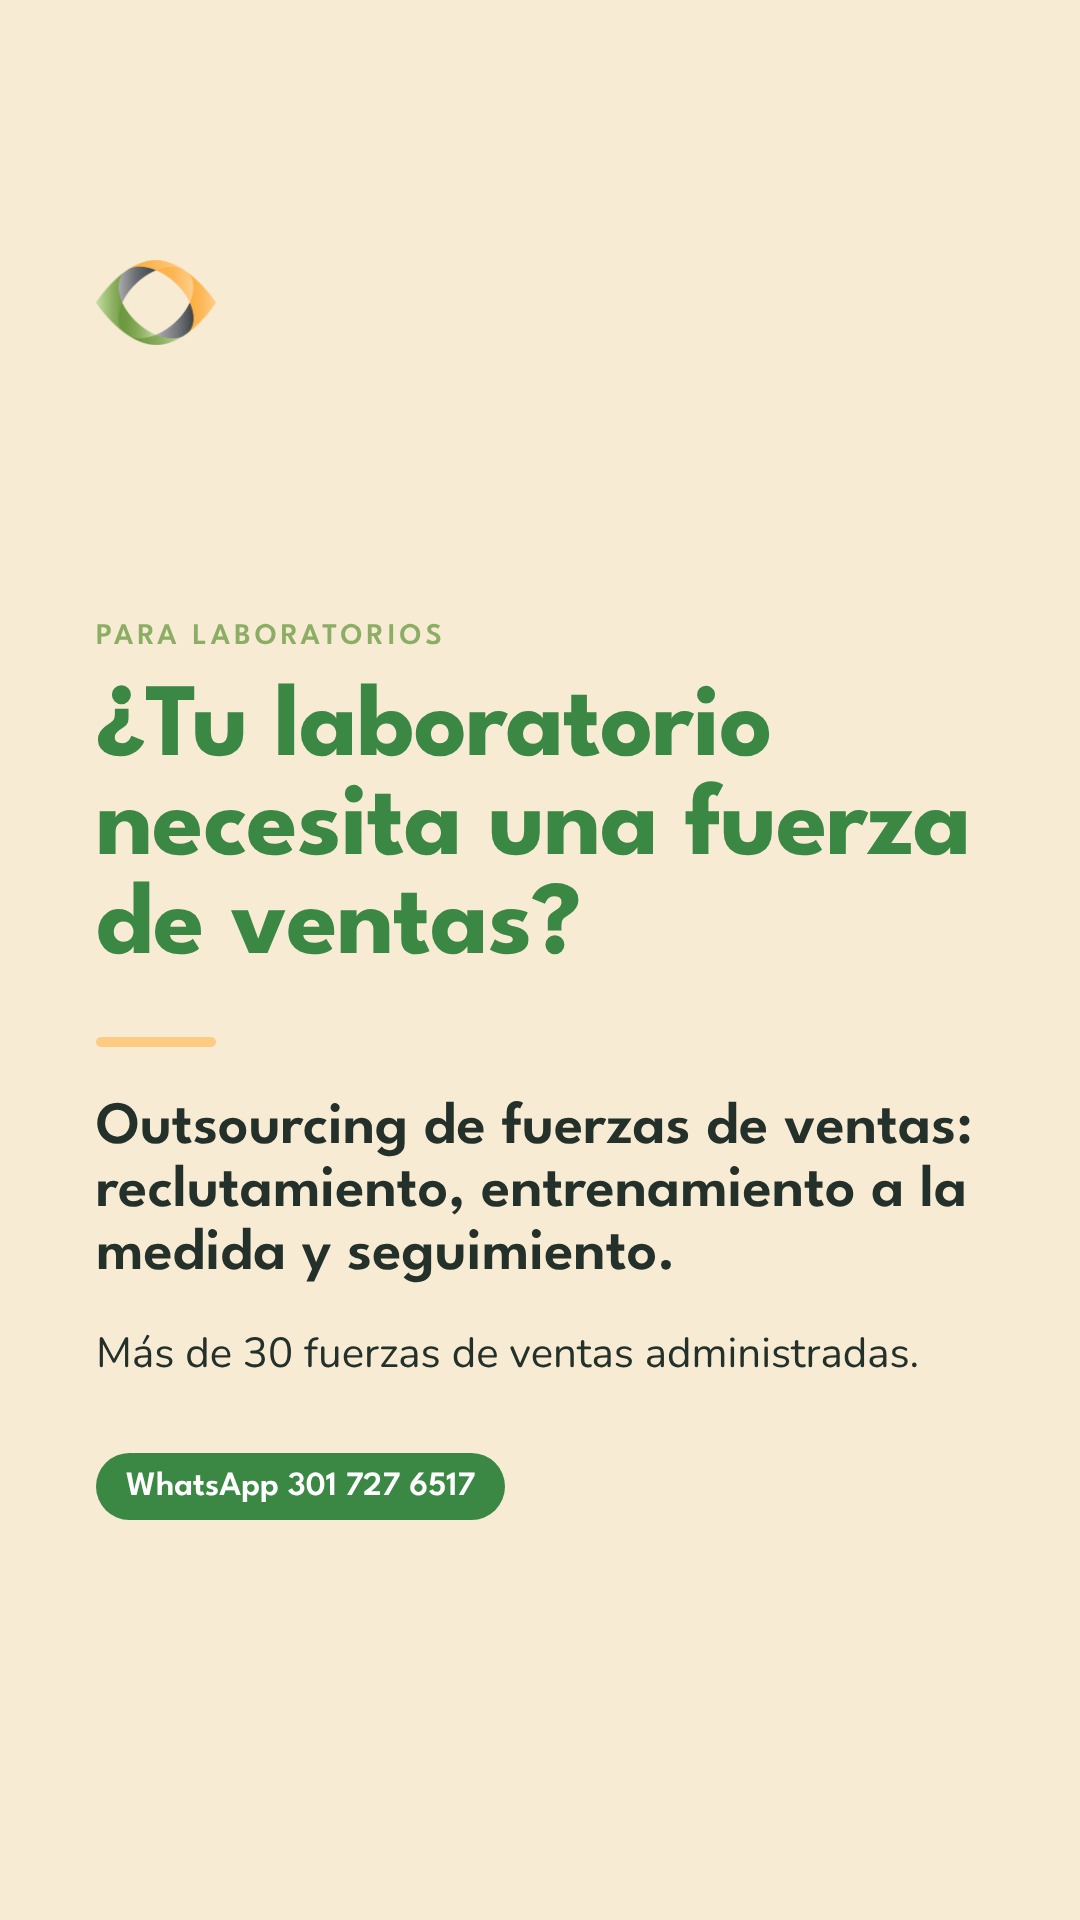 PARA LABORATORIOS
¿Tu laboratorio
necesita una fuerza
de ventas?
Outsourcing de fuerzas de ventas:
reclutamiento, entrenamiento a la
medida y seguimiento.
Más de 30 fuerzas de ventas administradas.
WhatsApp 301 727 6517